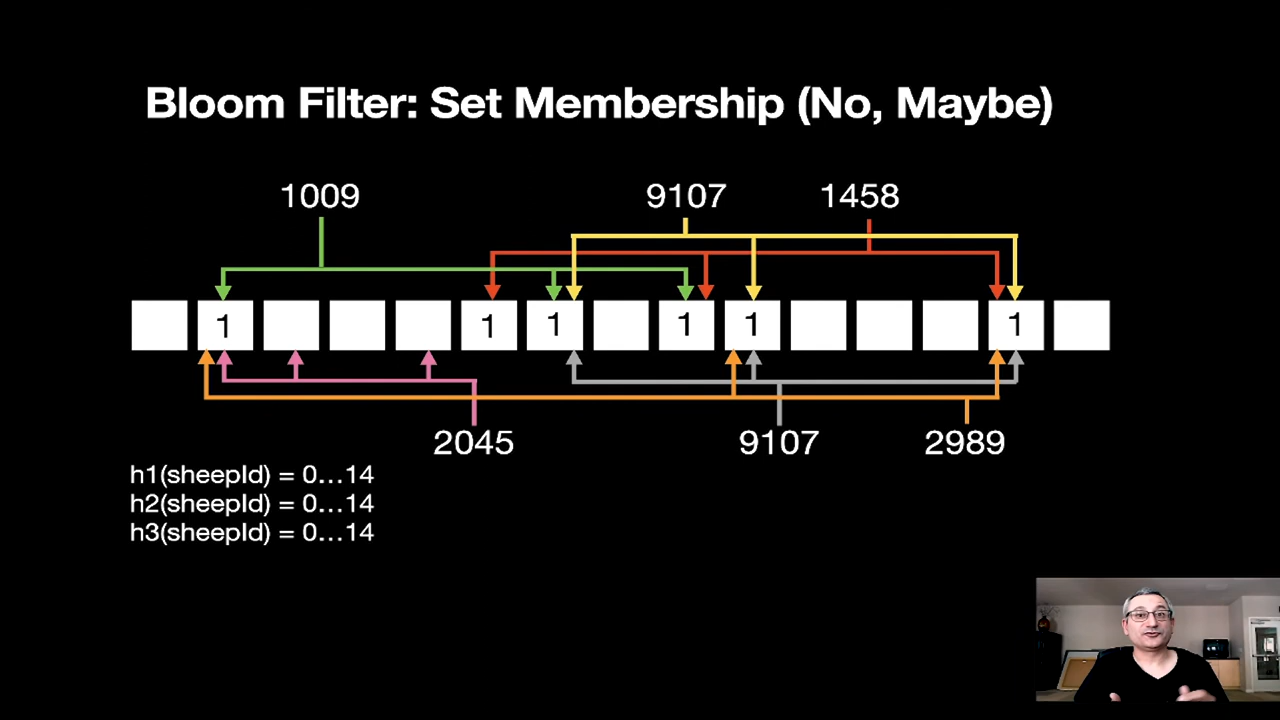 Bloom Filter: Set Membership (No, Maybe)
1009 9107 1458
1 1 1 1 1 1
2045 9107 2989
h1(sheepId) = 0...14
h2(sheepId) = 0...14
h3(sheepId) = 0...14